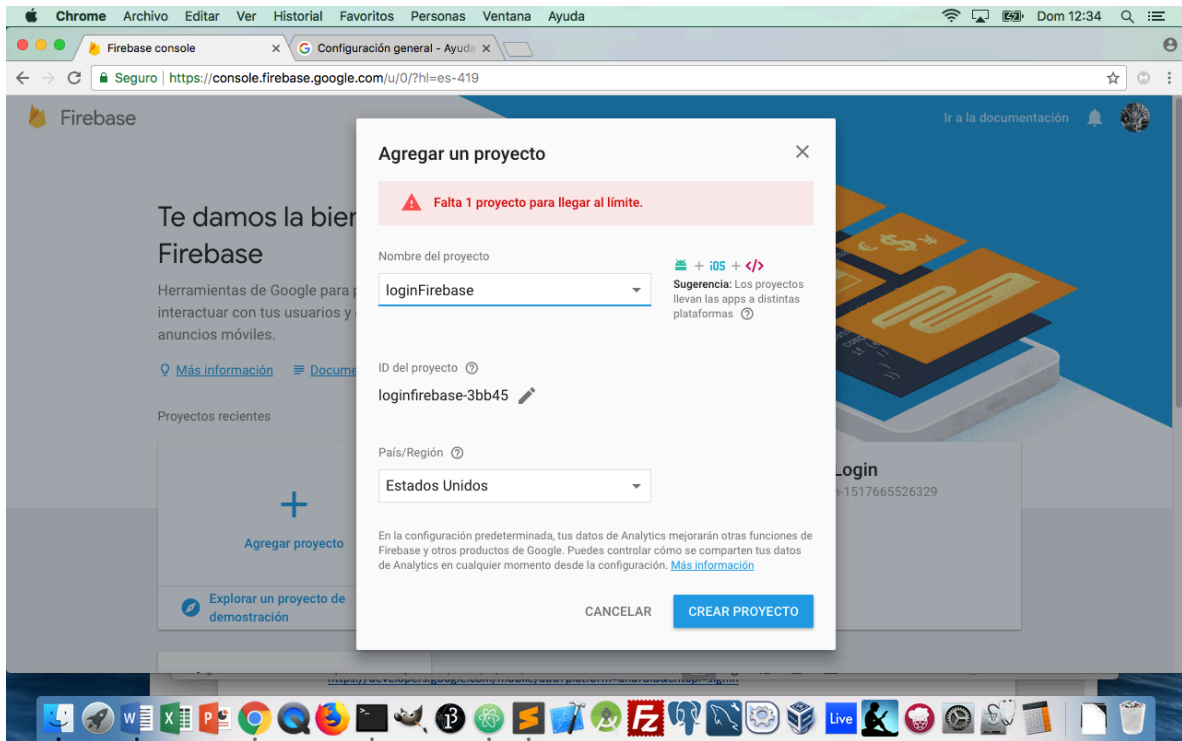 Chrome Archivo Editar Ver Historial Favoritos Personas Ventana Ayuda Dom 12:34
Firebase console Configuración general - Ayuda
Seguro https://console.firebase.google.com/u/0/?hl=es-419
Firebase Ir a la documentación
Agregar un proyecto
Falta 1 proyecto para llegar al límite.
Te damos la bien
Firebase
Nombre del proyecto
loginFirebase
+ iOS + </>
Sugerencia: Los proyectos
llevan las apps a distintas
plataformas
Herramientas de Google para
interactuar con tus usuarios y
anuncios móviles.
Más información Docume
ID del proyecto
loginfirebase-3bb45
Proyectos recientes
País/Región
Estados Unidos
Login
-1517665526329
Agregar proyecto
Explorar un proyecto de
demostración
En la configuración predeterminada, tus datos de Analytics mejorarán otras funciones de
Firebase y otros productos de Google. Puedes controlar cómo se comparten tus datos
de Analytics en cualquier momento desde la configuración. Más información
CANCELAR CREAR PROYECTO
Live